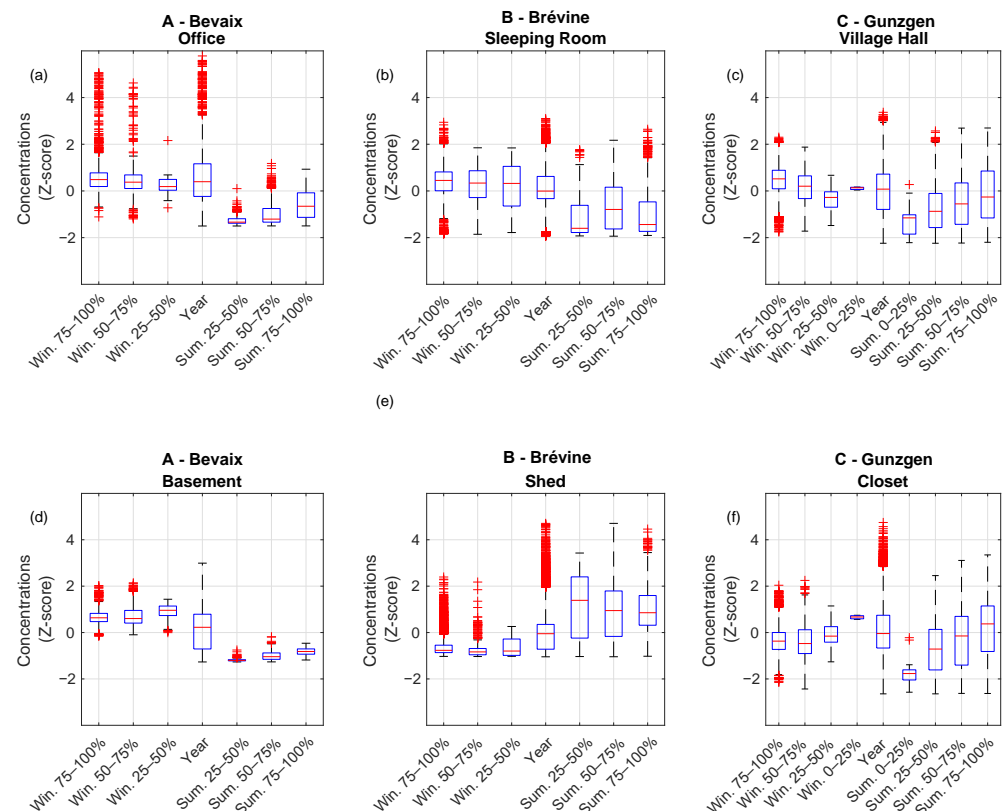 A - Bevaix
Office
(a)
Concentrations
(Z-score)
4
2
0
−2
Win. 75–100%
Win. 50–75%
Win. 25–50%
Year
Sum. 25–50%
Sum. 50–75%
Sum. 75–100%
B - Brévine
Sleeping Room
(b)
Concentrations
(Z-score)
4
2
0
−2
Win. 75–100%
Win. 50–75%
Win. 25–50%
Year
Sum. 25–50%
Sum. 50–75%
Sum. 75–100%
C - Gunzgen
Village Hall
(c)
Concentrations
(Z-score)
4
2
0
−2
Win. 75–100%
Win. 50–75%
Win. 25–50%
Win. 0–25%
Year
Sum. 0–25%
Sum. 25–50%
Sum. 50–75%
Sum. 75–100%
(e)
A - Bevaix
Basement
(d)
Concentrations
(Z-score)
4
2
0
−2
Win. 75–100%
Win. 50–75%
Win. 25–50%
Year
Sum. 25–50%
Sum. 50–75%
Sum. 75–100%
B - Brévine
Shed
Concentrations
(Z-score)
4
2
0
−2
Win. 75–100%
Win. 50–75%
Win. 25–50%
Year
Sum. 25–50%
Sum. 50–75%
Sum. 75–100%
C - Gunzgen
Closet
(f)
Concentrations
(Z-score)
4
2
0
−2
Win. 75–100%
Win. 50–75%
Win. 25–50%
Win. 0–25%
Year
Sum. 0–25%
Sum. 25–50%
Sum. 50–75%
Sum. 75–100%